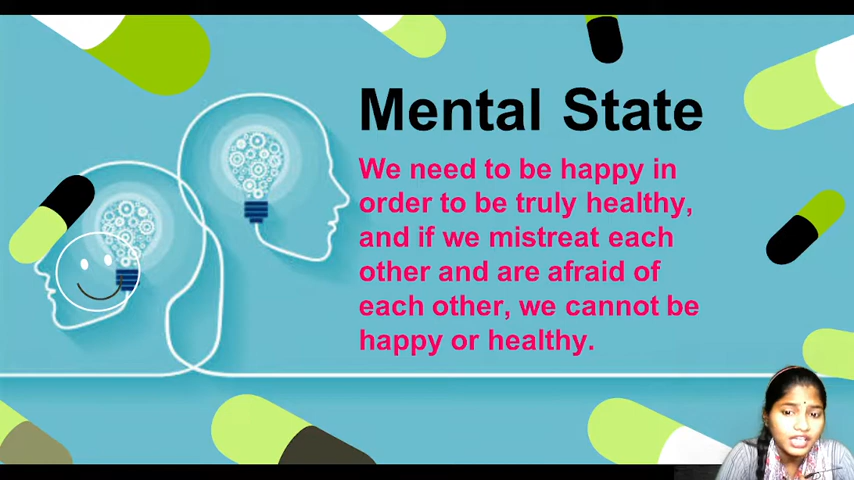 Mental State
We need to be happy in
order to be truly healthy,
and if we mistreat each
other and are afraid of
each other, we cannot be
happy or healthy.